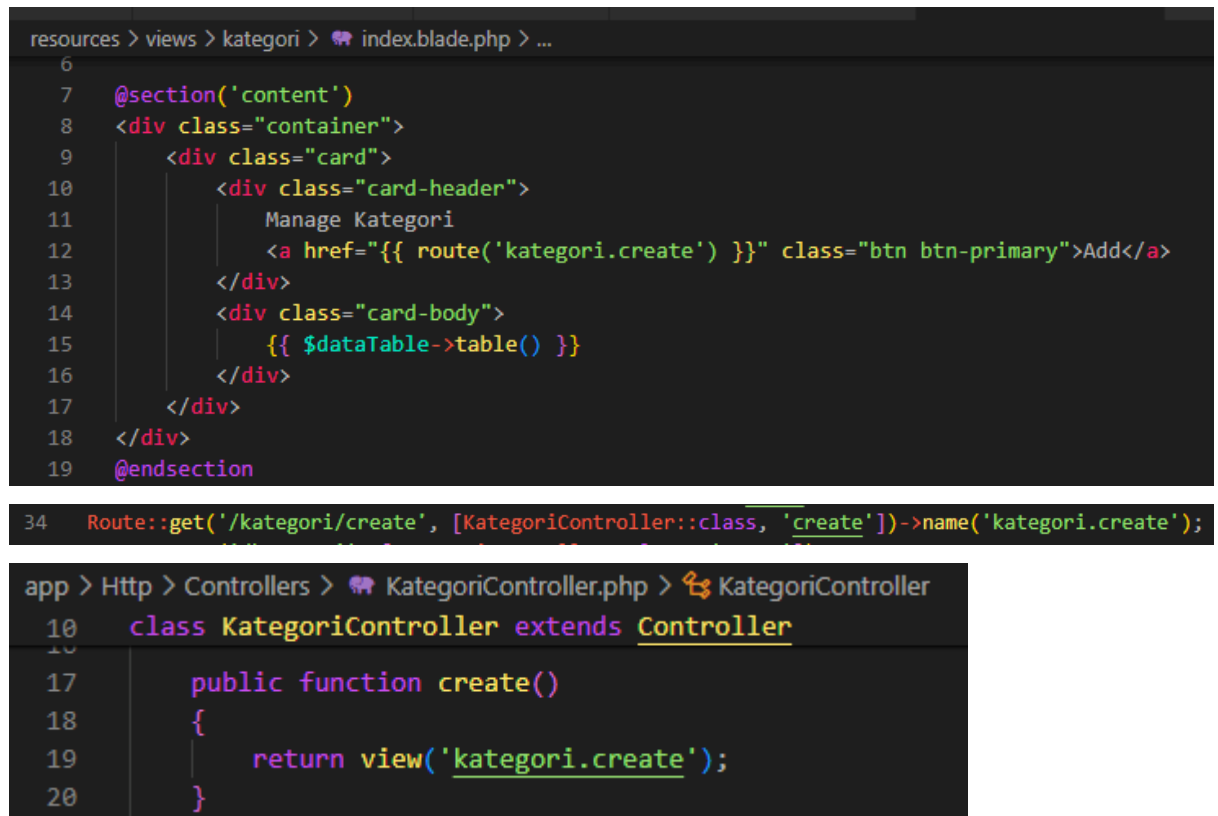 resources > views > kategori > index.blade.php > ...
6
7 @section('content')
8 <div class="container">
9 <div class="card">
10 <div class="card-header">
11 Manage Kategori
12 <a href="{{ route('kategori.create') }}" class="btn btn-primary">Add</a>
13 </div>
14 <div class="card-body">
15 {{ $dataTable->table() }}
16 </div>
17 </div>
18 </div>
19 @endsection
34 Route::get('/kategori/create', [KategoriController::class, 'create'])->name('kategori.create');
app > Http > Controllers > KategoriController.php > KategoriController
10 class KategoriController extends Controller
17 public function create()
18 {
19 return view('kategori.create');
20 }